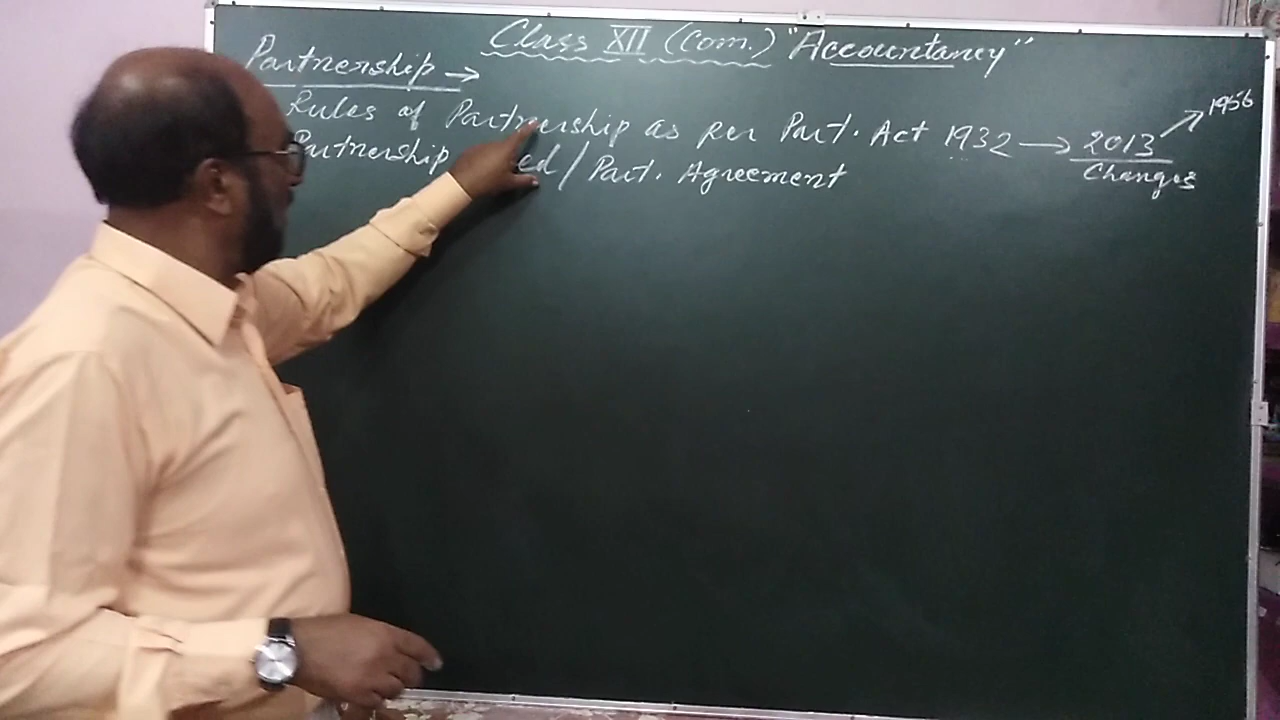 Class XII (Com.) "Accountancy"
Partnership →
Rules of Partnership as per Part. Act 1932 → 2013 → 1956
Changes
Partnership ed / Part. Agreement